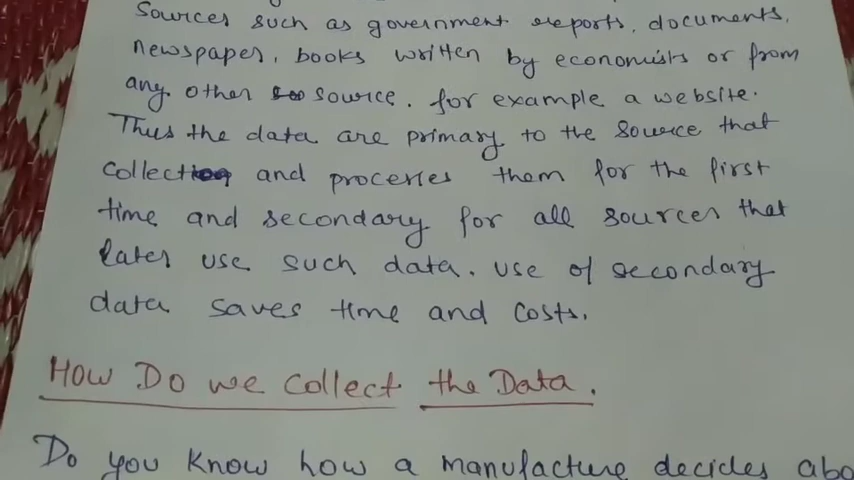 Sources such as government reports, documents,
newspaper, books written by economists or from
any other source. for example a website.
Thus the data are primary to the source that
collect and processes them for the first
time and secondary for all sources that
later use such data. use of secondary
data saves time and costs.
How Do we collect the Data.
Do you know how a manufacture decides abo